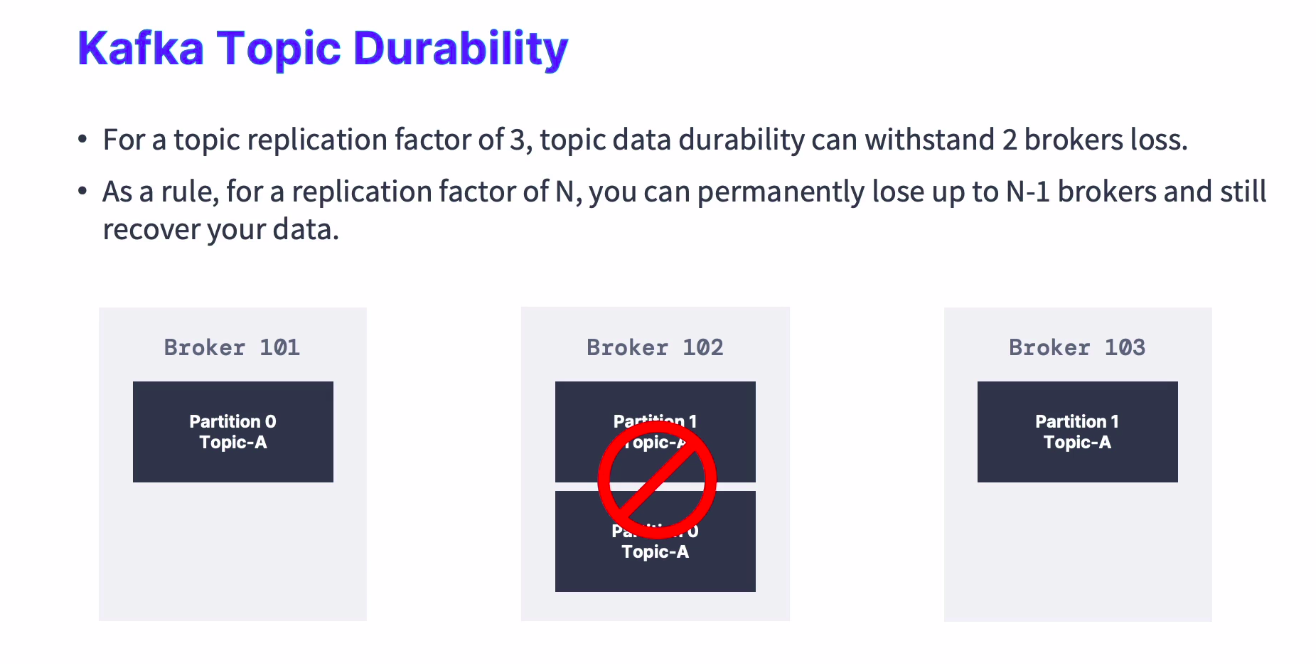 Kafka Topic Durability
• For a topic replication factor of 3, topic data durability can withstand 2 brokers loss.
• As a rule, for a replication factor of N, you can permanently lose up to N-1 brokers and still
recover your data.
Broker 101
Partition 0
Topic-A
Broker 102
Partition 1
Topic-A
Partition 0
Topic-A
Broker 103
Partition 1
Topic-A